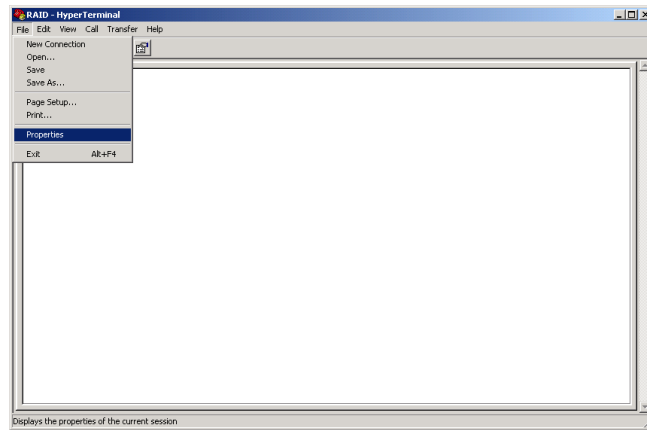 RAID - HyperTerminal
File Edit View Call Transfer Help
New Connection
Open...
Save
Save As...
Page Setup...
Print...
Properties
Exit Alt+F4
Displays the properties of the current session